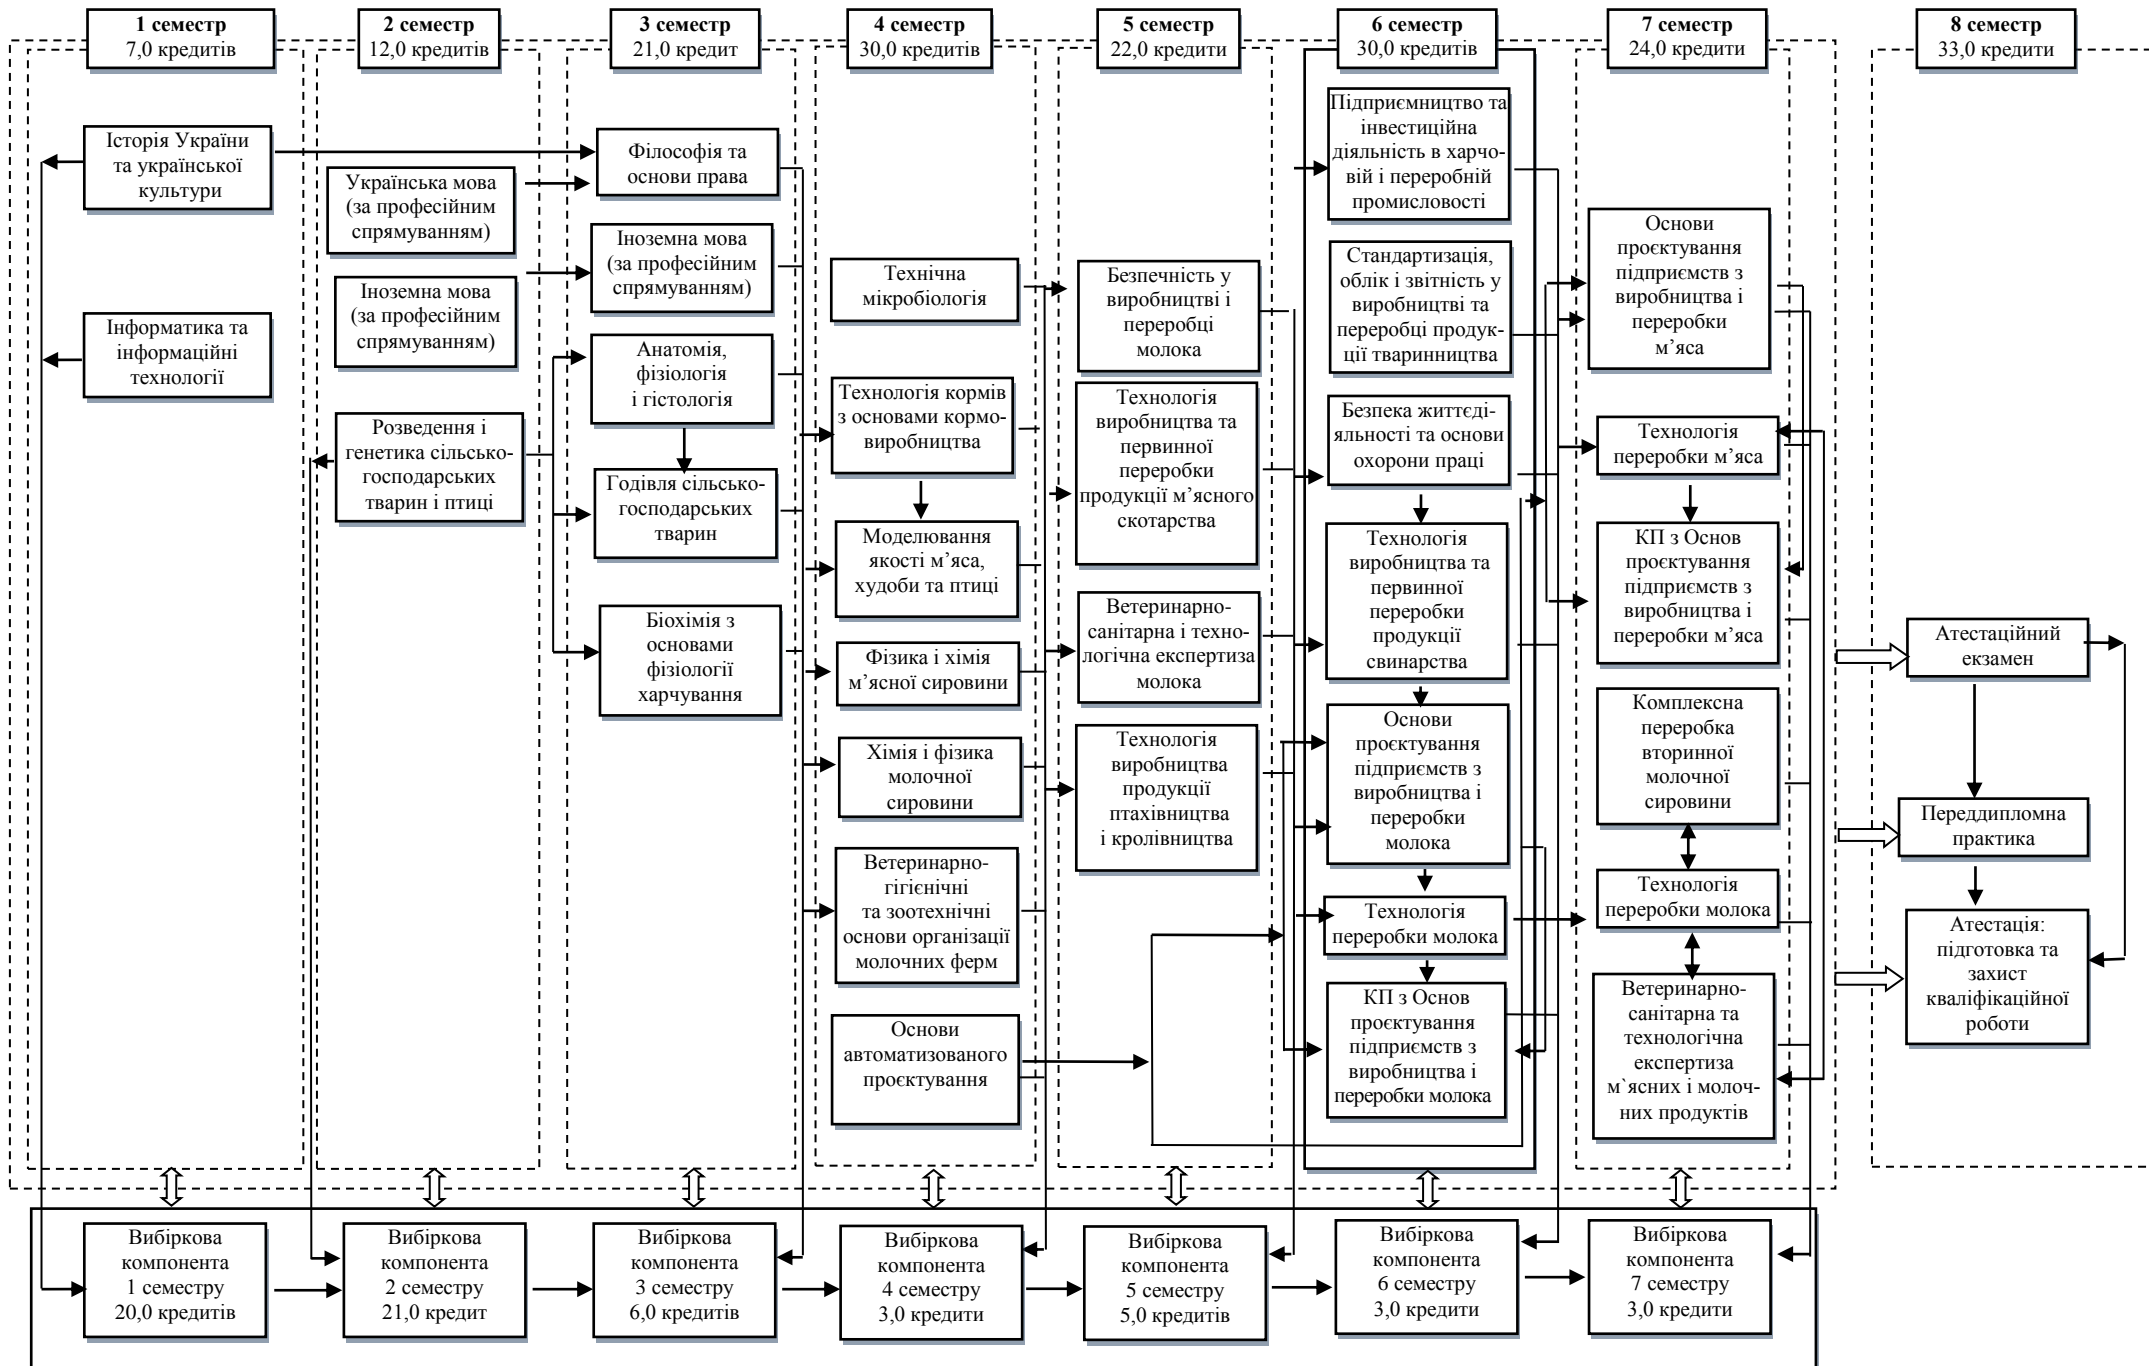 1 семестр
7,0 кредитів
2 семестр
12,0 кредитів
3 семестр
21,0 кредит
4 семестр
30,0 кредитів
5 семестр
22,0 кредити
6 семестр
30,0 кредитів
7 семестр
24,0 кредити
8 семестр
33,0 кредити
Історія України
та української
культури
Інформатика та
інформаційні
технології
Українська мова
(за професійним
спрямуванням)
Іноземна мова
(за професійним
спрямуванням)
Розведення і
генетика сільсько-
господарських
тварин і птиці
Філософія та
основи права
Іноземна мова
(за професійним
спрямуванням)
Анатомія,
фізіологія
і гістологія
Годівля сільсько-
господарських
тварин
Біохімія з
основами
фізіології
харчування
Технічна
мікробіологія
Технологія кормів
з основами кормо-
виробництва
Моделювання
якості м’яса,
худоби та птиці
Фізика і хімія
м’ясної сировини
Хімія і фізика
молочної
сировини
Ветеринарно-
гігієнічні
та зоотехнічні
основи організації
молочних ферм
Основи
автоматизованого
проєктування
Безпечність у
виробництві і
переробці
молока
Технологія
виробництва та
первинної
переробки
продукції м’ясного
скотарства
Ветеринарно-
санітарна і техно-
логічна експертиза
молока
Технологія
виробництва
продукції
птахівництва
і кролівництва
Підприємництво та
інвестиційна
діяльність в харчо-
вій і переробній
промисловості
Стандартизація,
облік і звітність у
виробництві та
переробці продук-
ції тваринництва
Безпека життєді-
яльності та основи
охорони праці
Технологія
виробництва та
первинної
переробки
продукції
свинарства
Основи
проєктування
підприємств з
виробництва і
переробки
молока
Технологія
переробки молока
КП з Основ
проєктування
підприємств з
виробництва і
переробки молока
Основи
проєктування
підприємств з
виробництва і
переробки
м’яса
Технологія
переробки м’яса
КП з Основ
проєктування
підприємств з
виробництва і
переробки м’яса
Комплексна
переробка
вторинної
молочної
сировини
Технологія
переробки молока
Ветеринарно-
санітарна та
технологічна
експертиза
м`ясних і молоч-
них продуктів
Атестаційний
екзамен
Переддипломна
практика
Атестація:
підготовка та
захист
кваліфікаційної
роботи
Вибіркова
компонента
1 семестру
20,0 кредитів
Вибіркова
компонента
2 семестру
21,0 кредит
Вибіркова
компонента
3 семестру
6,0 кредитів
Вибіркова
компонента
4 семестру
3,0 кредити
Вибіркова
компонента
5 семестру
5,0 кредитів
Вибіркова
компонента
6 семестру
3,0 кредити
Вибіркова
компонента
7 семестру
3,0 кредити